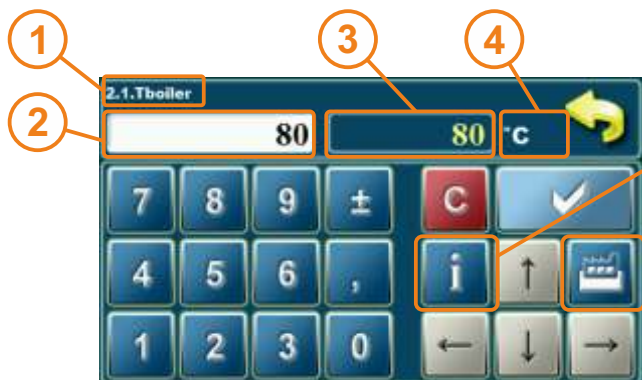 1 3 4
2.1.Tboiler
2 80 80 °C
7 8 9 ± C
4 5 6 , i ↑
1 2 3 0 ← ↓ →